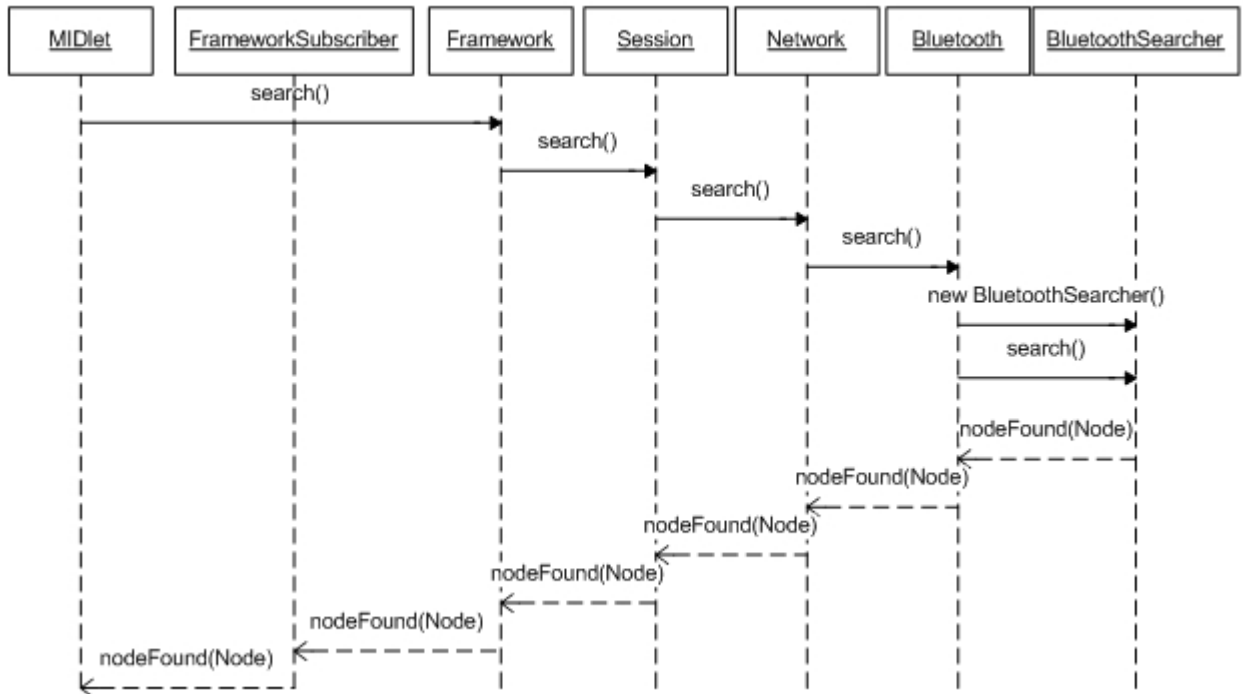 MIDlet
FrameworkSubscriber
Framework
Session
Network
Bluetooth
BluetoothSearcher
search()
search()
search()
search()
new BluetoothSearcher()
search()
nodeFound(Node)
nodeFound(Node)
nodeFound(Node)
nodeFound(Node)
nodeFound(Node)
nodeFound(Node)